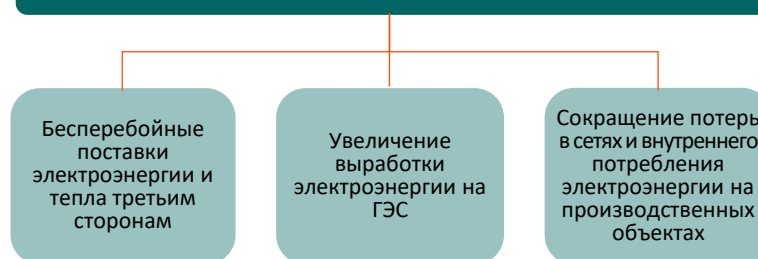 Бесперебойные
поставки
электроэнергии и
тепла третьим
сторонам
Увеличение
выработки
электроэнергии на
ГЭС
Сокращение потерь
в сетях и внутреннего
потребления
электроэнергии на
производственных
объектах